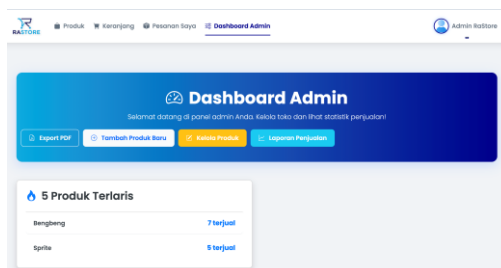 RASTORE
Produk Keranjang Pesanan Saya Dashboard Admin
Admin RaStore
Dashboard Admin
Selamat datang di panel admin Anda. Kelola toko dan lihat statistik penjualan!
Export PDF Tambah Produk Baru Kelola Produk Laporan Penjualan
5 Produk Terlaris
Bengbeng 7 terjual
Sprite 5 terjual